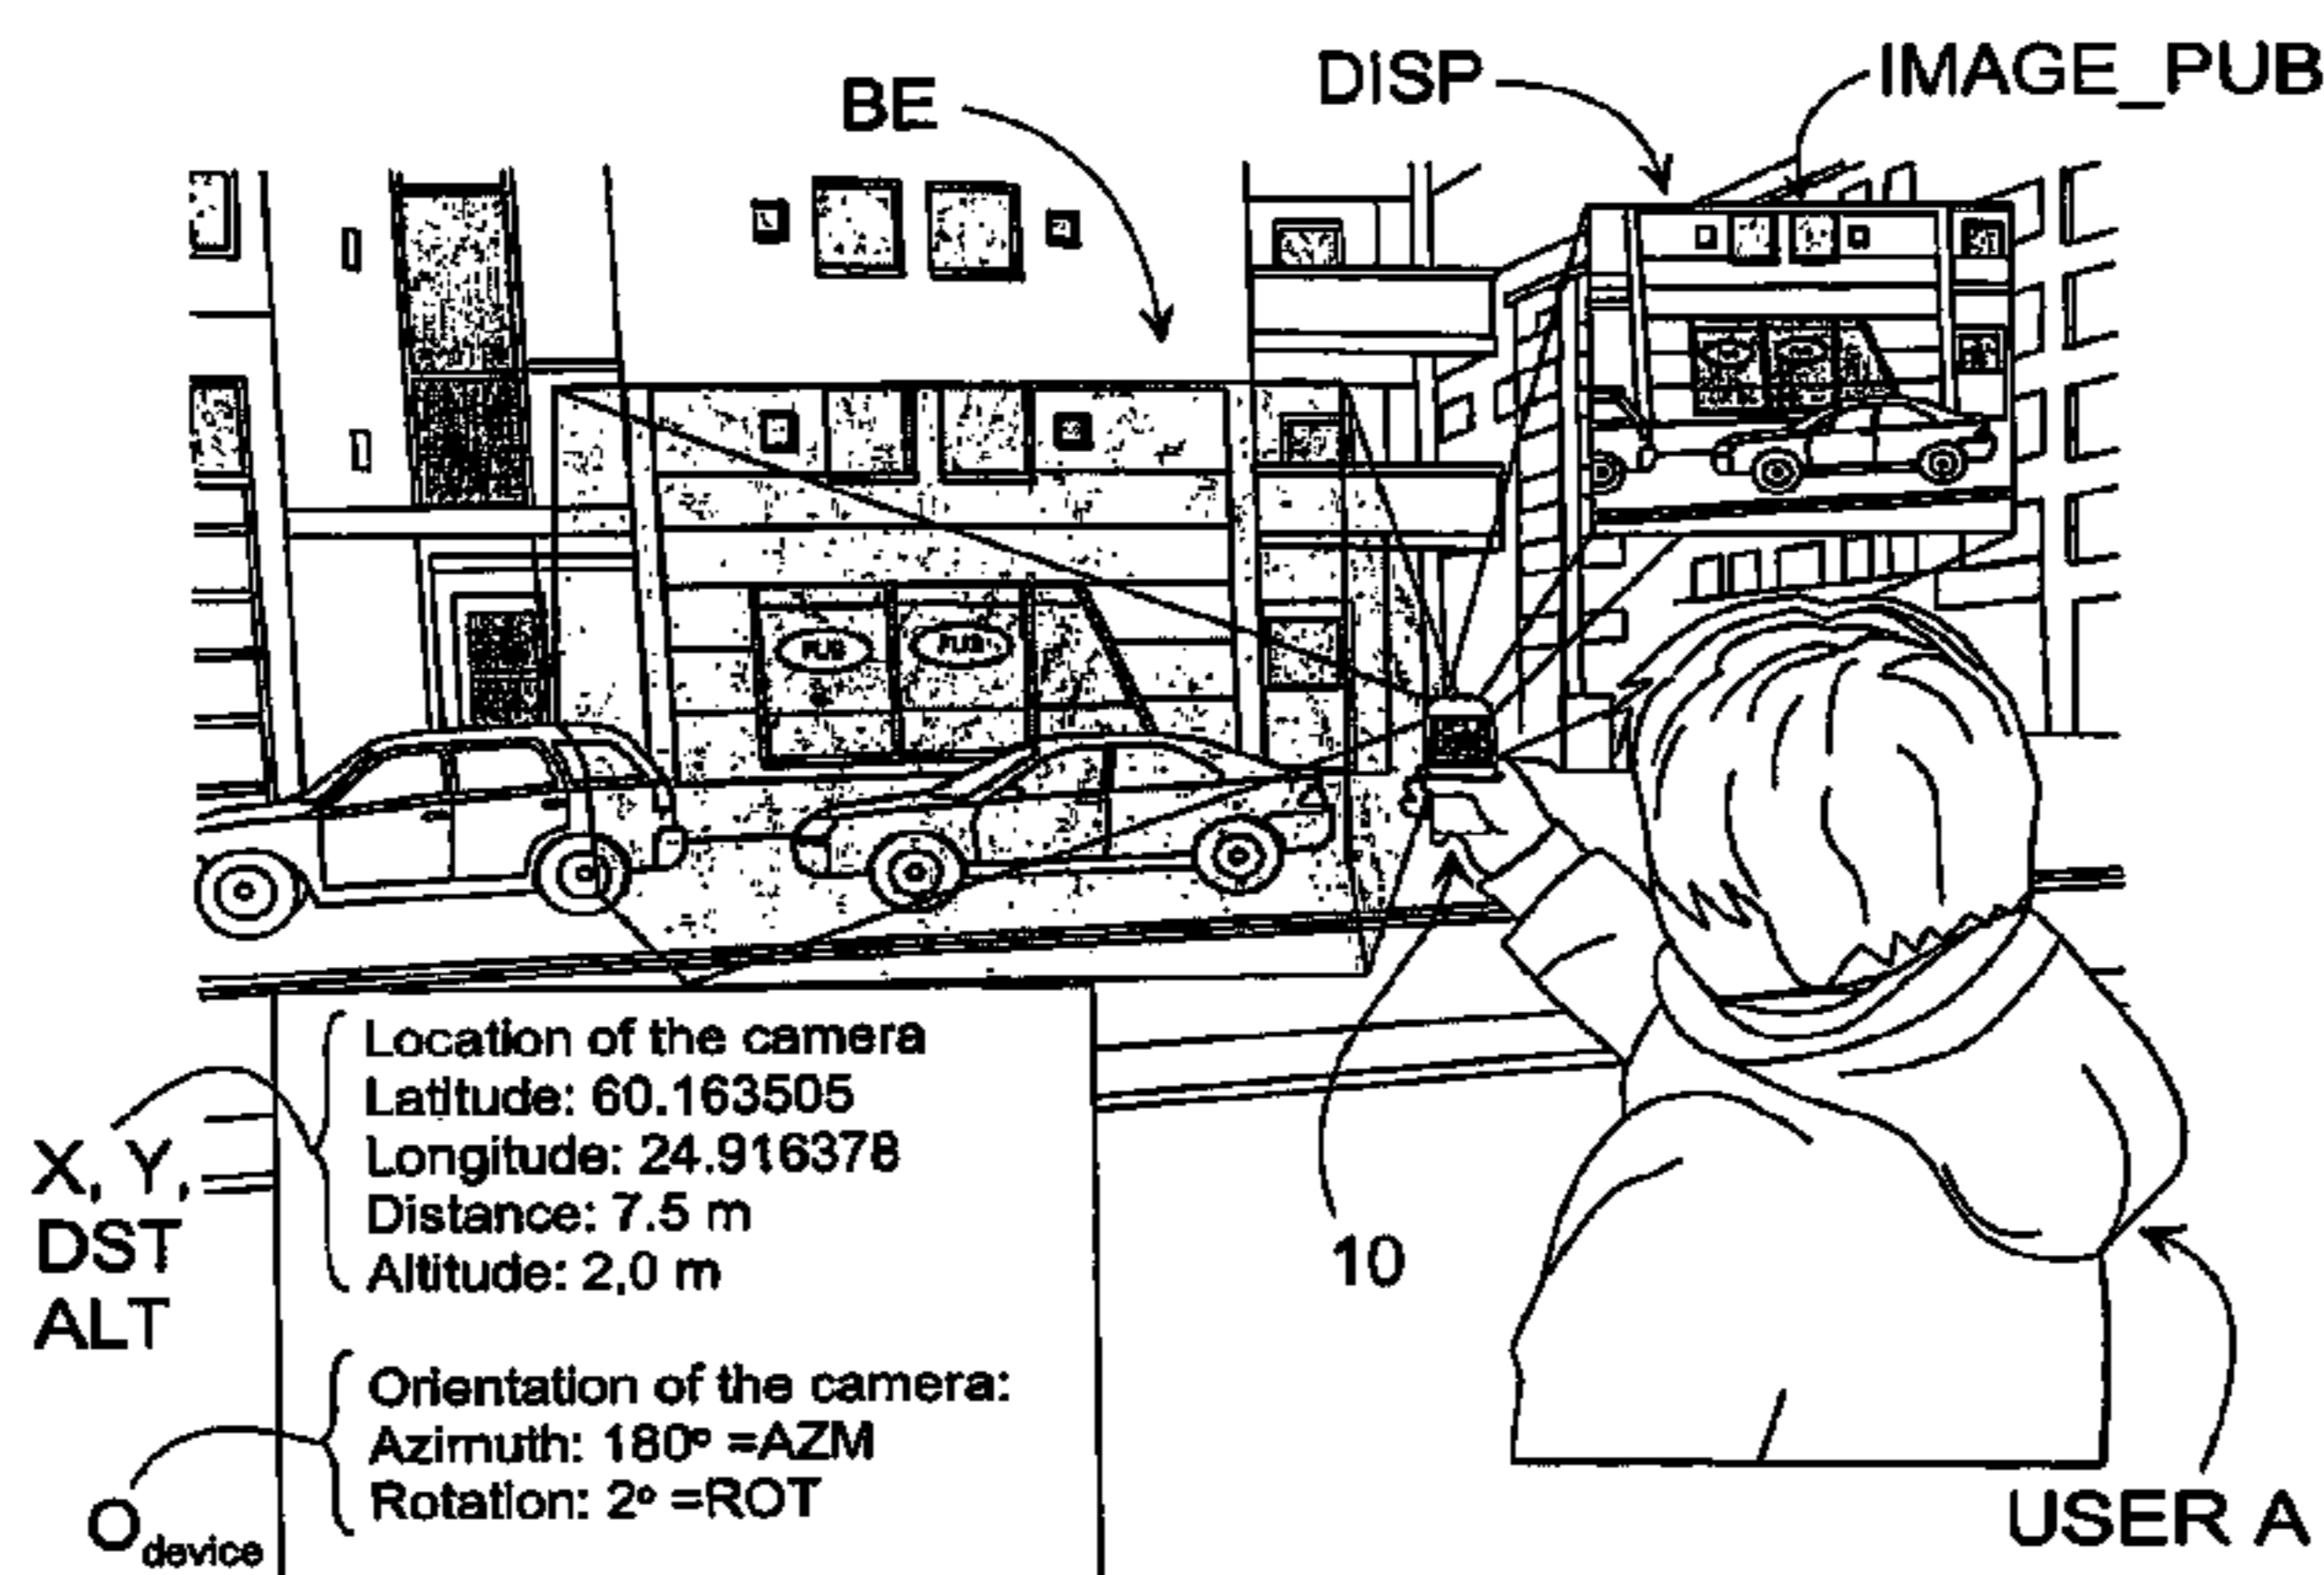 BE
DISP
IMAGE_PUB
PUB
PUB
Location of the camera
Latitude: 60.163505
Longitude: 24.916378
Distance: 7.5 m
Altitude: 2,0 m
X, Y,
DST
ALT
10
Orientation of the camera:
Azimuth: 180° =AZM
Rotation: 2° =ROT
Odevice
USER A